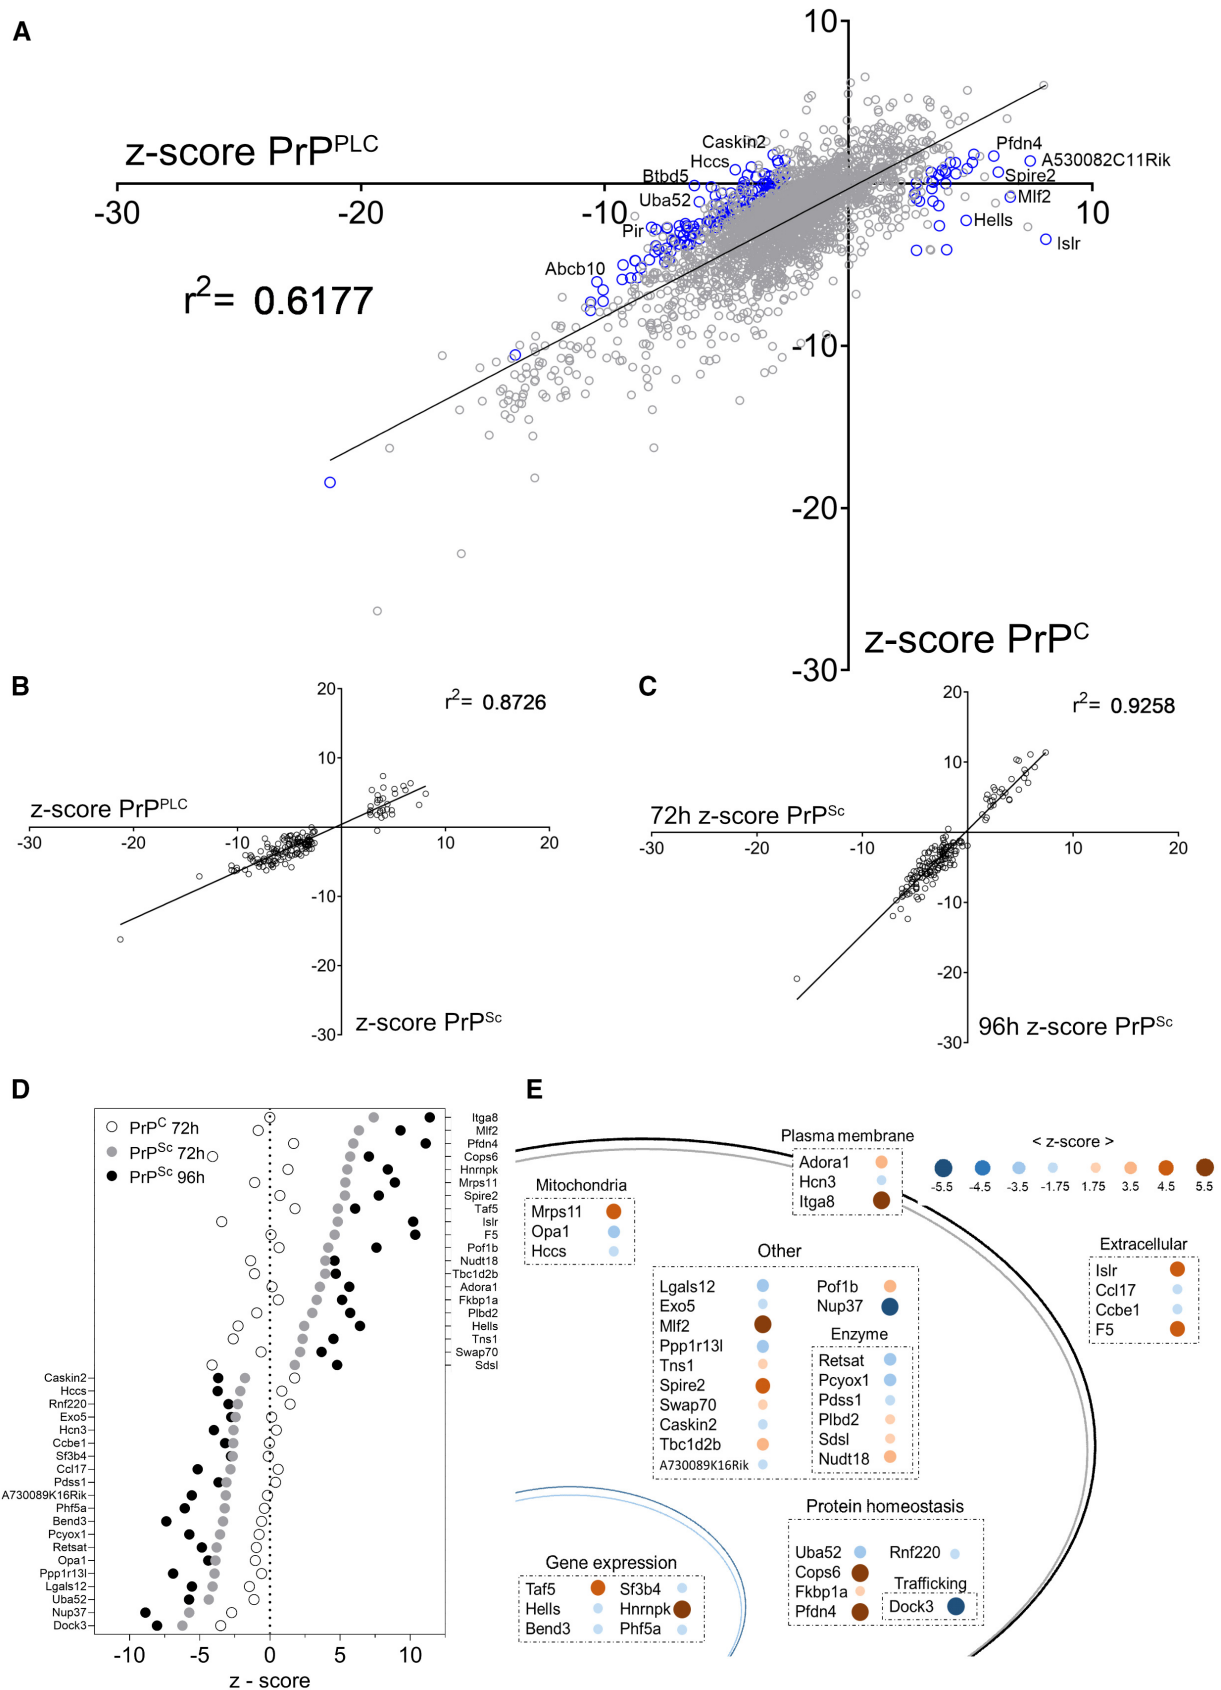 A
10
z-score PrP^PLC
Caskin2
Hccs
Btbd5
Uba52
Pir
Abcb10
Pfdn4
A530082C11Rik
Spire2
Mlf2
Hells
Islr
-30
-20
-10
10
r²= 0.6177
-10
-20
-30
z-score PrP^C
B
20
r²= 0.8726
10
z-score PrP^PLC
-30
-20
-10
10
20
-10
-20
-30
z-score PrP^Sc
C
20
r²= 0.9258
10
72h z-score PrP^Sc
-30
-20
-10
10
20
-10
-20
-30
96h z-score PrP^Sc
D
PrP^C 72h
PrP^Sc 72h
PrP^Sc 96h
Itga8
Mlf2
Pfdn4
Cops6
Hnrnpk
Mrps11
Spire2
Taf5
Islr
F5
Pof1b
Nudt18
Tbc1d2b
Adora1
Fkbp1a
Plbd2
Hells
Tns1
Swap70
Sdsl
Caskin2
Hccs
Rnf220
Exo5
Hcn3
Ccbe1
Sf3b4
Ccl17
Pdss1
A730089K16Rik
Phf5a
Bend3
Pcyox1
Retsat
Opa1
Ppp1r13l
Lgals12
Uba52
Nup37
Dock3
-10 -5 0 5 10
z - score
E
Plasma membrane
Adora1
Hcn3
Itga8
< z-score >
-5.5 -4.5 -3.5 -1.75 1.75 3.5 4.5 5.5
Mitochondria
Mrps11
Opa1
Hccs
Extracellular
Islr
Ccl17
Ccbe1
F5
Other
Lgals12
Exo5
Mlf2
Ppp1r13l
Tns1
Spire2
Swap70
Caskin2
Tbc1d2b
A730089K16Rik
Pof1b
Nup37
Enzyme
Retsat
Pcyox1
Pdss1
Plbd2
Sdsl
Nudt18
Protein homeostasis
Uba52
Cops6
Fkbp1a
Pfdn4
Rnf220
Trafficking
Dock3
Gene expression
Taf5
Hells
Bend3
Sf3b4
Hnrnpk
Phf5a